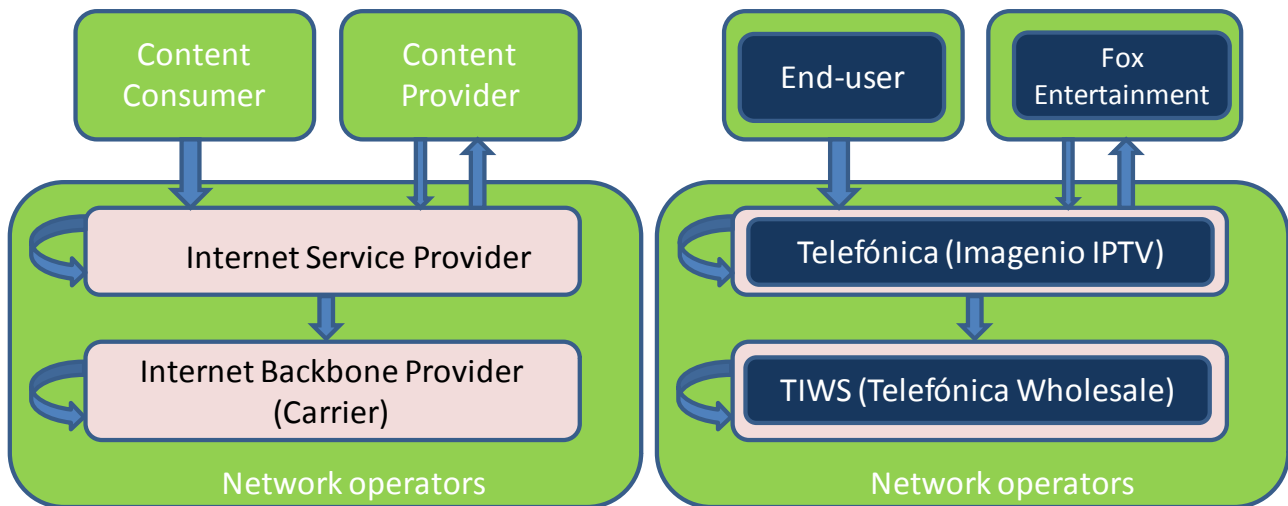 Content
Consumer
Content
Provider
Internet Service Provider
Internet Backbone Provider
(Carrier)
Network operators
End-user
Fox
Entertainment
Telefónica (Imagenio IPTV)
TIWS (Telefónica Wholesale)
Network operators